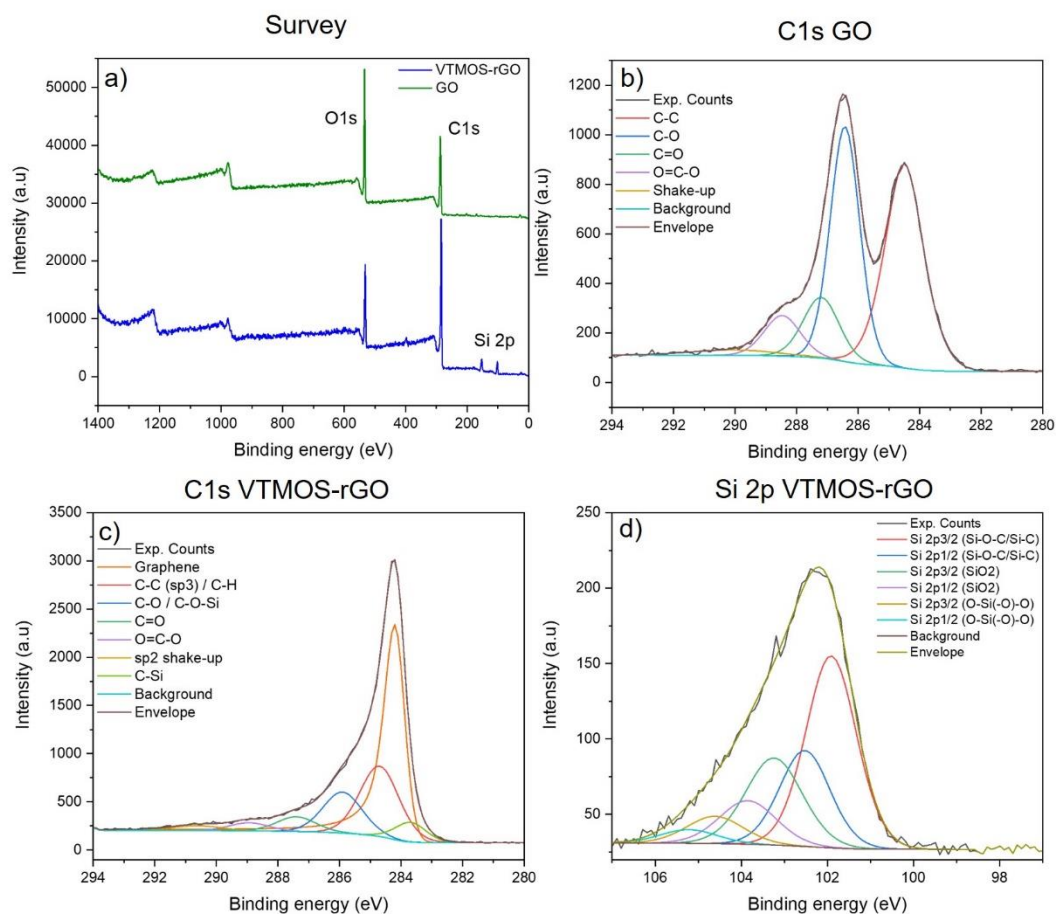 Survey
a)
VTMOS-rGO
GO
O1s
C1s
Si 2p
50000
40000
30000
20000
10000
0
1400 1200 1000 800 600 400 200 0
Intensity (a.u)
Binding energy (eV)
C1s GO
b)
Exp. Counts
C-C
C-O
C=O
O=C-O
Shake-up
Background
Envelope
1200
1000
800
600
400
200
0
294 292 290 288 286 284 282 280
Intensity (a.u)
Binding energy (eV)
C1s VTMOS-rGO
c)
Exp. Counts
Graphene
C-C (sp3) / C-H
C-O / C-O-Si
C=O
O=C-O
sp2 shake-up
C-Si
Background
Envelope
3500
3000
2500
2000
1500
1000
500
0
294 292 290 288 286 284 282 280
Intensity (a.u)
Binding energy (eV)
Si 2p VTMOS-rGO
d)
Exp. Counts
Si 2p3/2 (Si-O-C/Si-C)
Si 2p1/2 (Si-O-C/Si-C)
Si 2p3/2 (SiO2)
Si 2p1/2 (SiO2)
Si 2p3/2 (O-Si(-O)-O)
Si 2p1/2 (O-Si(-O)-O)
Background
Envelope
250
200
150
100
50
106 104 102 100 98
Intensity (a.u)
Binding energy (eV)